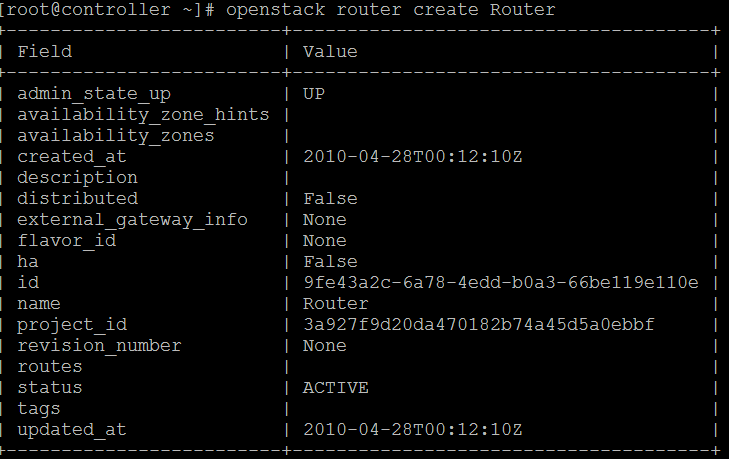 [root@controller ~]# openstack router create Router
+-------------------------+--------------------------------------+
| Field                   | Value                                |
+-------------------------+--------------------------------------+
| admin_state_up          | UP                                   |
| availability_zone_hints |                                      |
| availability_zones      |                                      |
| created_at              | 2010-04-28T00:12:10Z                 |
| description             |                                      |
| distributed             | False                                |
| external_gateway_info   | None                                 |
| flavor_id               | None                                 |
| ha                      | False                                |
| id                      | 9fe43a2c-6a78-4edd-b0a3-66be119e110e |
| name                    | Router                               |
| project_id              | 3a927f9d20da470182b74a45d5a0ebbf     |
| revision_number         | None                                 |
| routes                  |                                      |
| status                  | ACTIVE                               |
| tags                    |                                      |
| updated_at              | 2010-04-28T00:12:10Z                 |
+-------------------------+--------------------------------------+